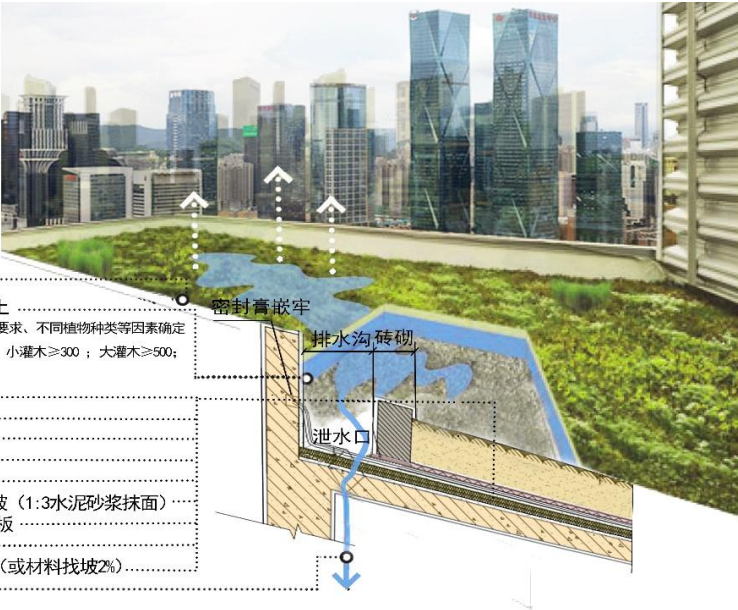 土
密封膏嵌牢
要求、不同植物种类等因素确定
排水沟 砖砌
小灌木≥300 ；大灌木≥500；
泄水口
坡（1:3水泥砂浆抹面）
板
（或材料找坡2%）